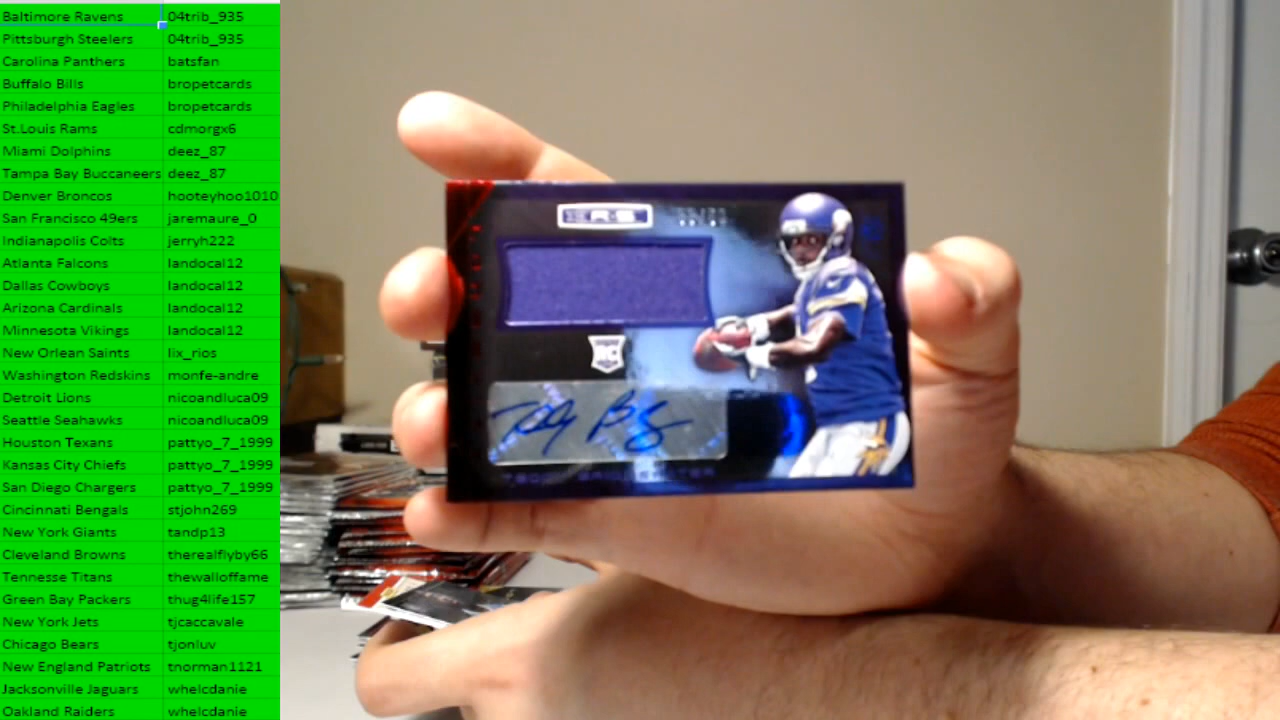 Baltimore Ravens 04trib_935
Pittsburgh Steelers 04trib_935
Carolina Panthers batsfan
Buffalo Bills bropetcards
Philadelphia Eagles bropetcards
St.Louis Rams cdmorgx6
Miami Dolphins deez_87
Tampa Bay Buccaneers deez_87
Denver Broncos hooteyhoo1010
San Francisco 49ers jaremaure_0
Indianapolis Colts jerryh222
Atlanta Falcons landocal12
Dallas Cowboys landocal12
Arizona Cardinals landocal12
Minnesota Vikings landocal12
New Orlean Saints lix_rios
Washington Redskins monfe-andre
Detroit Lions nicoandluca09
Seattle Seahawks nicoandluca09
Houston Texans pattyo_7_1999
Kansas City Chiefs pattyo_7_1999
San Diego Chargers pattyo_7_1999
Cincinnati Bengals stjohn269
New York Giants tandp13
Cleveland Browns therealflyby66
Tennesse Titans thewalloffame
Green Bay Packers thug4life157
New York Jets tjcaccavale
Chicago Bears tjonluv
New England Patriots tnorman1121
Jacksonville Jaguars whelcdanie
Oakland Raiders whelcdanie
R&S
RC